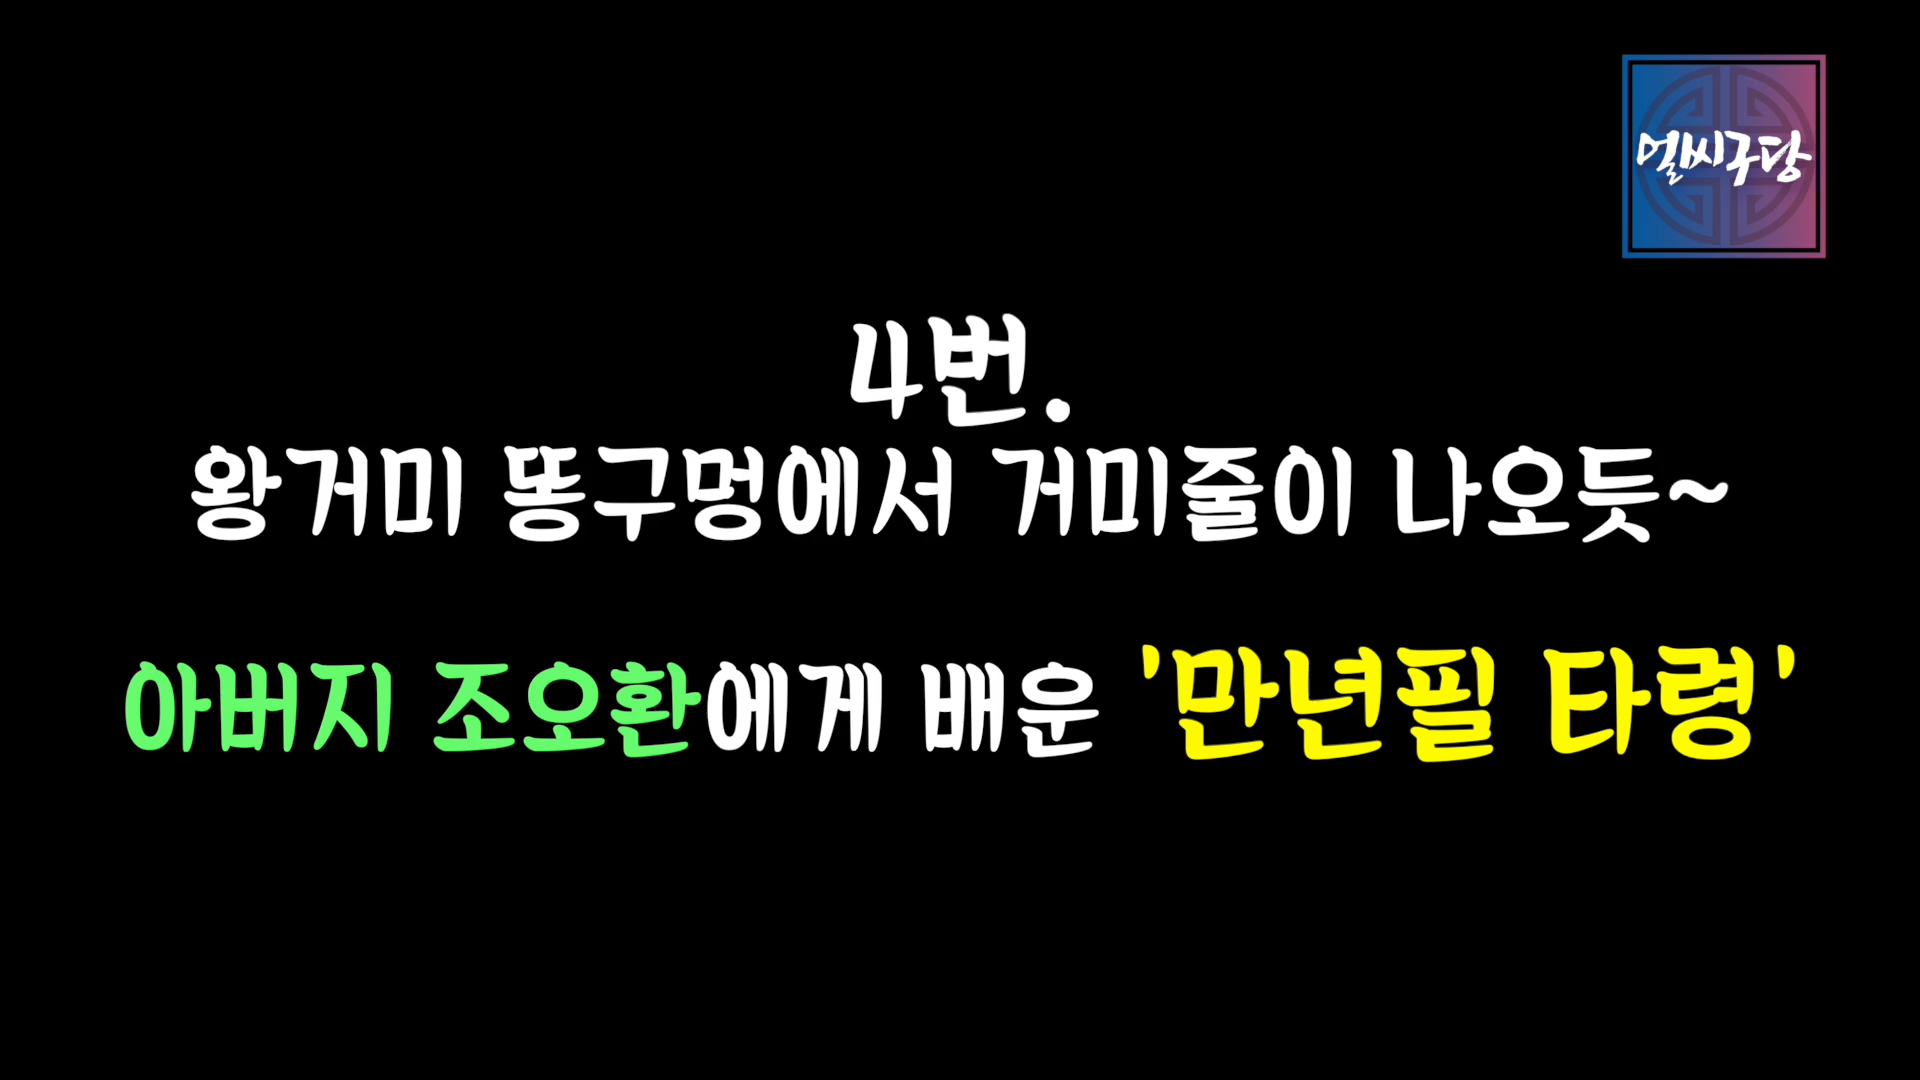 얼씨구당
4번.
왕거미 똥구멍에서 거미줄이 나오듯~
아버지 조오환에게 배운 '만년필 타령'